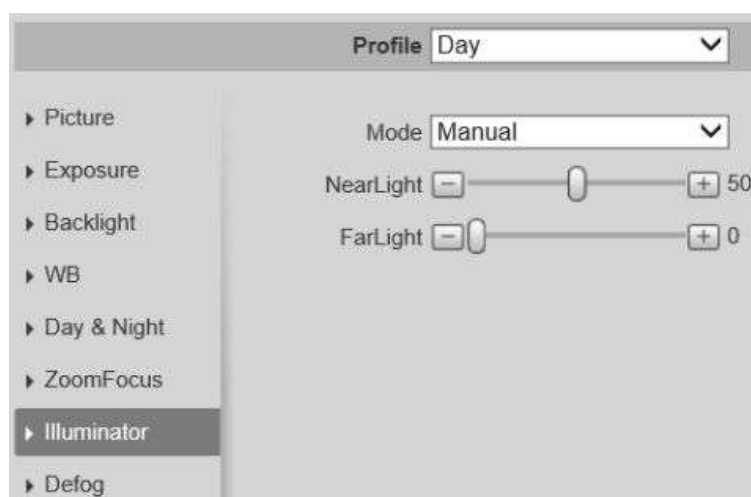 Profile Day
Picture
Exposure
Backlight
WB
Day & Night
ZoomFocus
Illuminator
Defog
Mode Manual
NearLight 50
FarLight 0